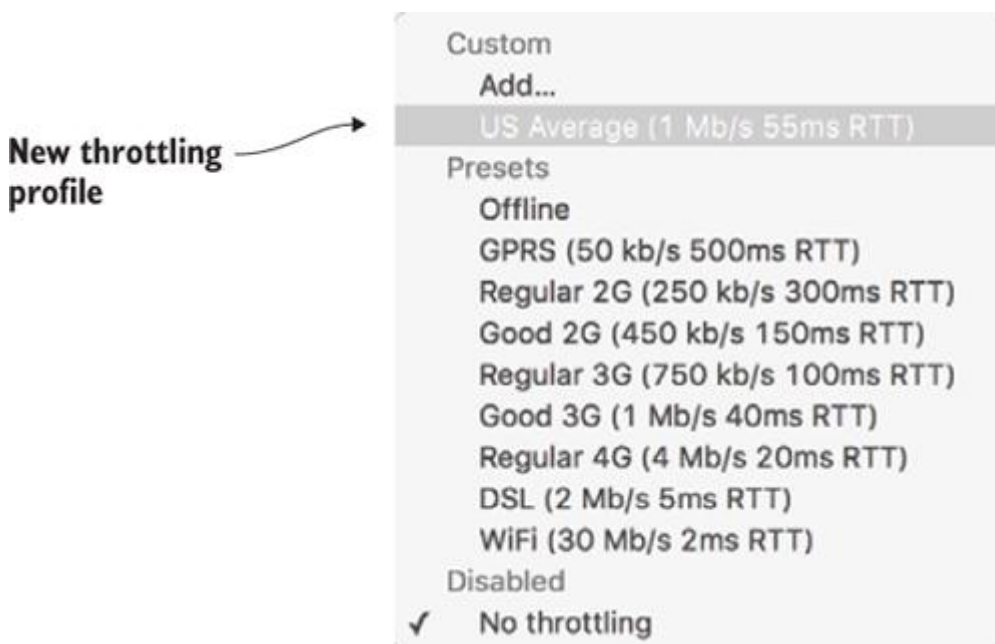 New throttling
profile
Custom
Add...
US Average (1 Mb/s 55ms RTT)
Presets
Offline
GPRS (50 kb/s 500ms RTT)
Regular 2G (250 kb/s 300ms RTT)
Good 2G (450 kb/s 150ms RTT)
Regular 3G (750 kb/s 100ms RTT)
Good 3G (1 Mb/s 40ms RTT)
Regular 4G (4 Mb/s 20ms RTT)
DSL (2 Mb/s 5ms RTT)
WiFi (30 Mb/s 2ms RTT)
Disabled
✓ No throttling